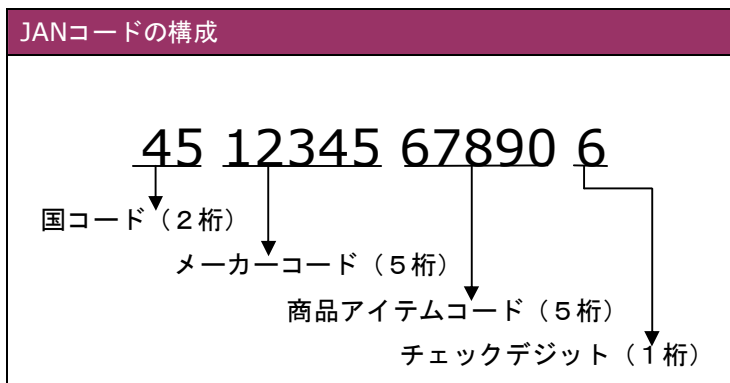 JANコードの構成
45 12345 67890 6
国コード(２桁)
メーカーコード(５桁)
商品アイテムコード(５桁)
チェックデジット(１桁)